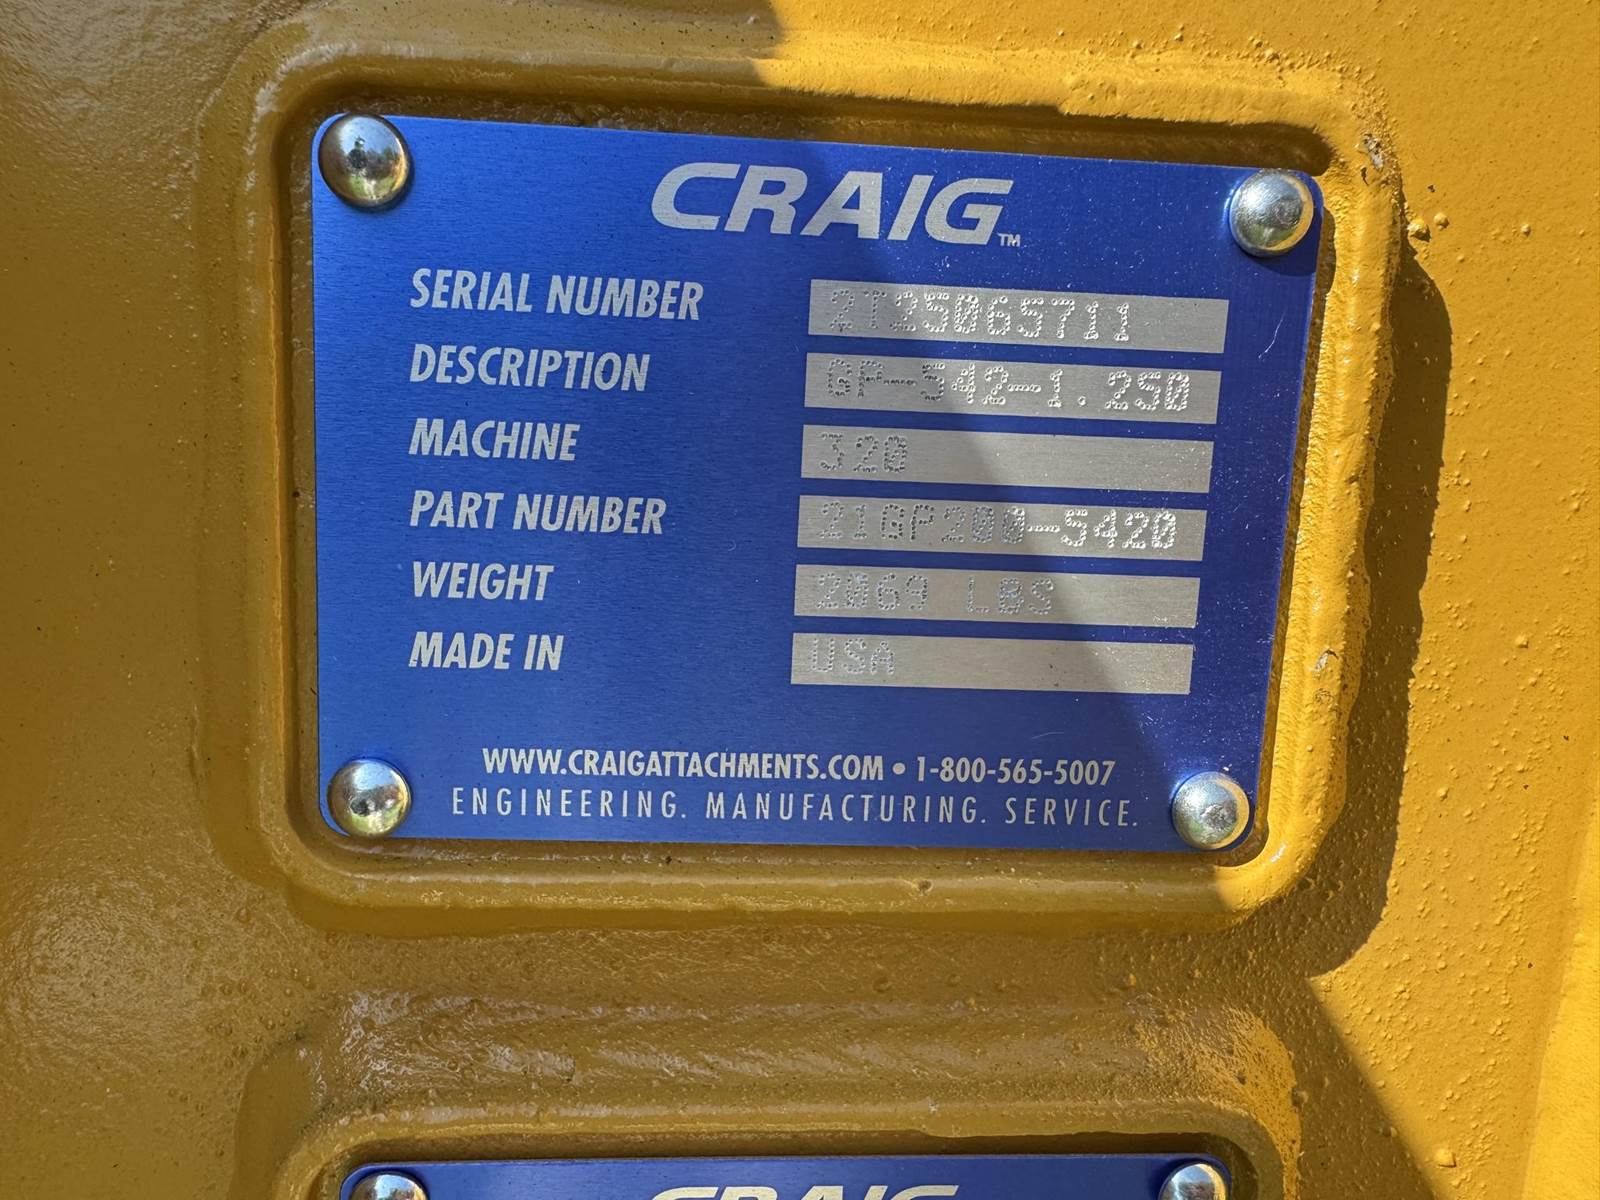 CRAIG™
SERIAL NUMBER 2T25065711
DESCRIPTION GP-542-1.250
MACHINE 320
PART NUMBER 21GP200-5420
WEIGHT 2069 LBS
MADE IN USA
WWW.CRAIGATTACHMENTS.COM • 1-800-565-5007
ENGINEERING. MANUFACTURING. SERVICE.
CRAIG